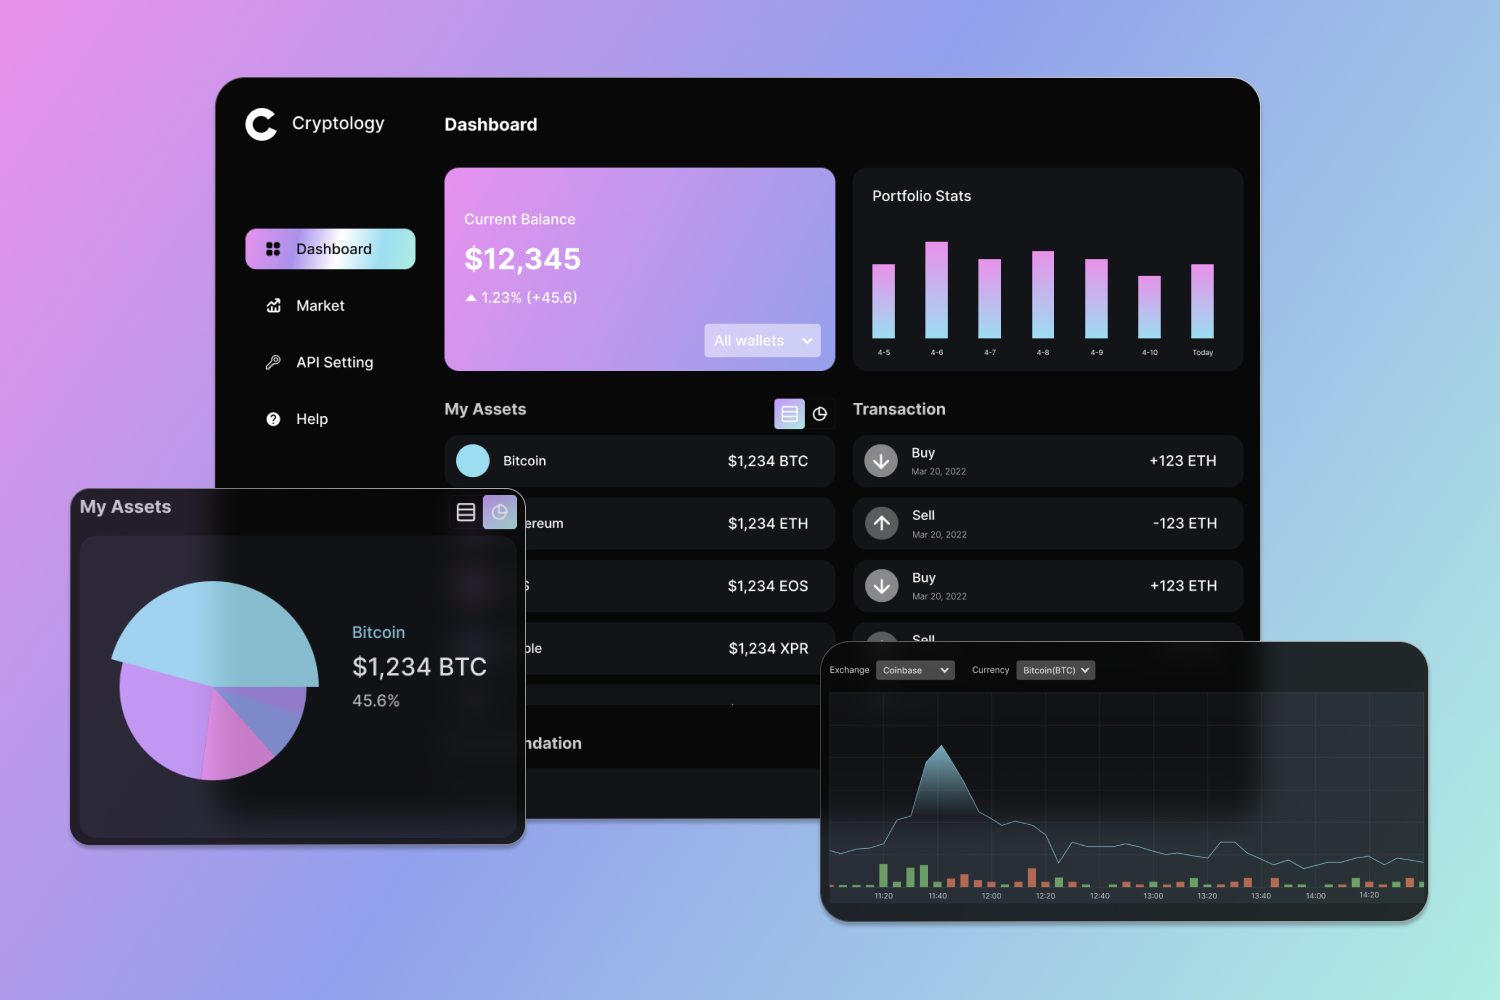 Cryptology
Dashboard
Dashboard
Market
API Setting
Help
Current Balance
$12,345
1.23% (+45.6)
All wallets
Portfolio Stats
4-5 4-6 4-7 4-8 4-9 4-10 Today
My Assets
Bitcoin $1,234 BTC
ereum $1,234 ETH
S $1,234 EOS
ple $1,234 XPR
ndation
Transaction
Buy
Mar 20, 2022
+123 ETH
Sell
Mar 20, 2022
-123 ETH
Buy
Mar 20, 2022
+123 ETH
Sell
My Assets
Bitcoin
$1,234 BTC
45.6%
Exchange Coinbase Currency Bitcoin(BTC)
11:20 11:40 12:00 12:20 12:40 13:00 13:20 13:40 14:00 14:20